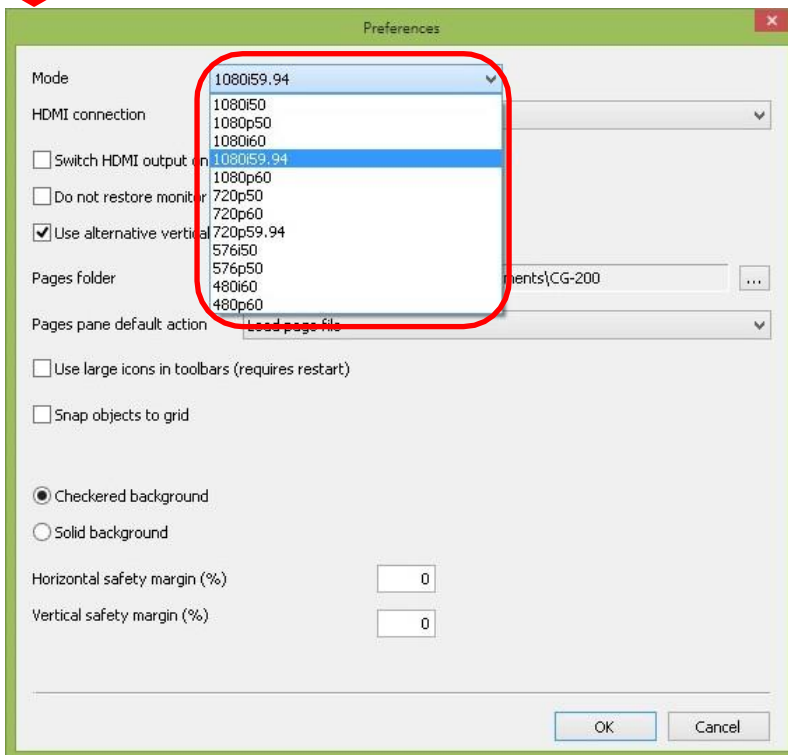 Preferences
Mode
1080i59.94
1080i50
HDMI connection
1080p50
1080i60
Switch HDMI output on 1080i59.94
1080p60
Do not restore monitor 720p50
720p60
Use alternative vertical 720p59.94
576i50
576p50
Pages folder
ments\CG-200
...
480i60
480p60
Pages pane default action
Load page file
Use large icons in toolbars (requires restart)
Snap objects to grid
Checkered background
Solid background
Horizontal safety margin (%)
0
Vertical safety margin (%)
0
OK
Cancel